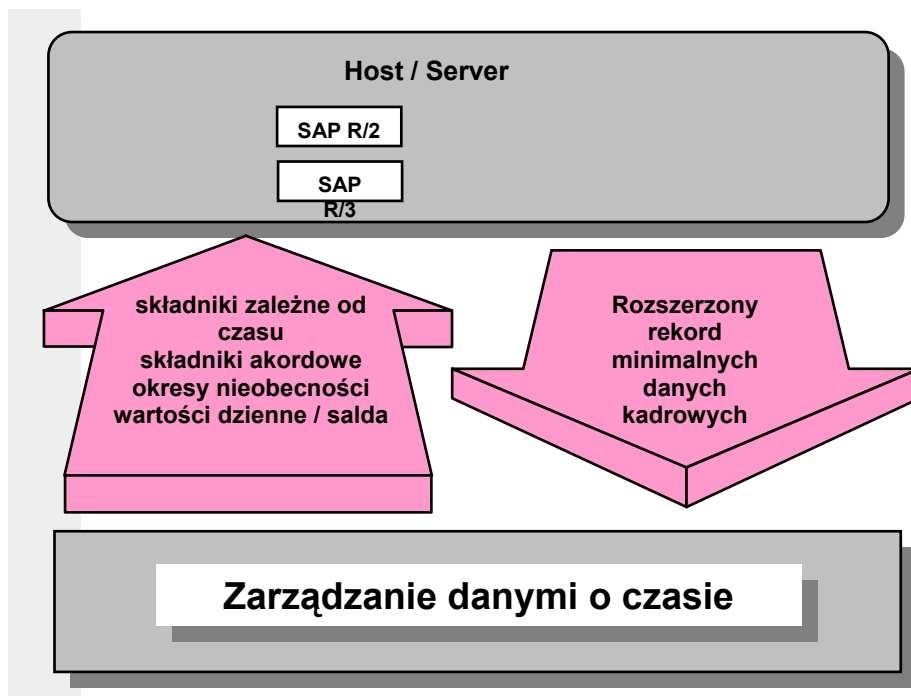 Host / Server
SAP R/2
SAP
R/3
składniki zależne od
czasu
składniki akordowe
okresy nieobecności
wartości dzienne / salda
Rozszerzony
rekord
minimalnych
danych
kadrowych
Zarządzanie danymi o czasie